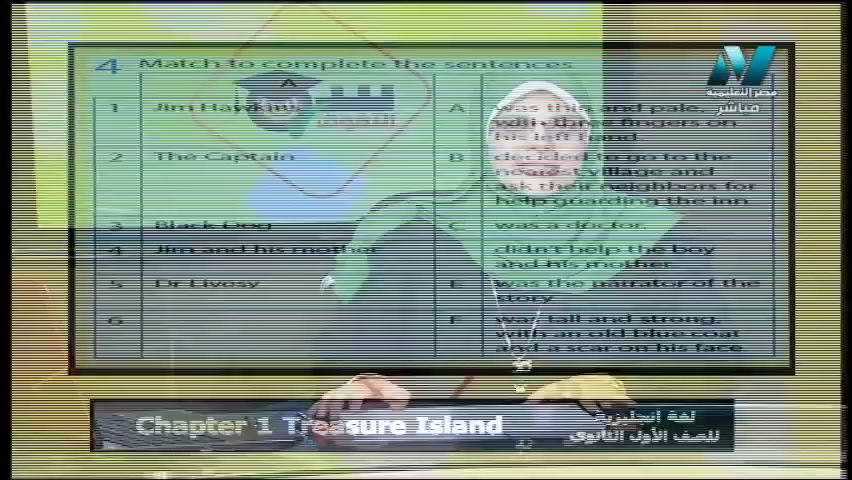 4 Match to complete the sentences
A
1 Jim Hawkins A was thin and pale,
with three fingers on
his left hand
2 The Captain B decided to go to the
nearest village and
ask their neighbors for
help guarding the inn.
3 Black Dog C was a doctor.
4 Jim and his mother didn't help the boy
and his mother.
5 Dr Livesy E was the narrator of the
story
6 F was tall and strong,
with an old blue coat
and a scar on his face
مصر التعليمية
مباشر
التفوق
Chapter 1 Treasure Island
لغة إنجليزية
للصف الأول الثانوى